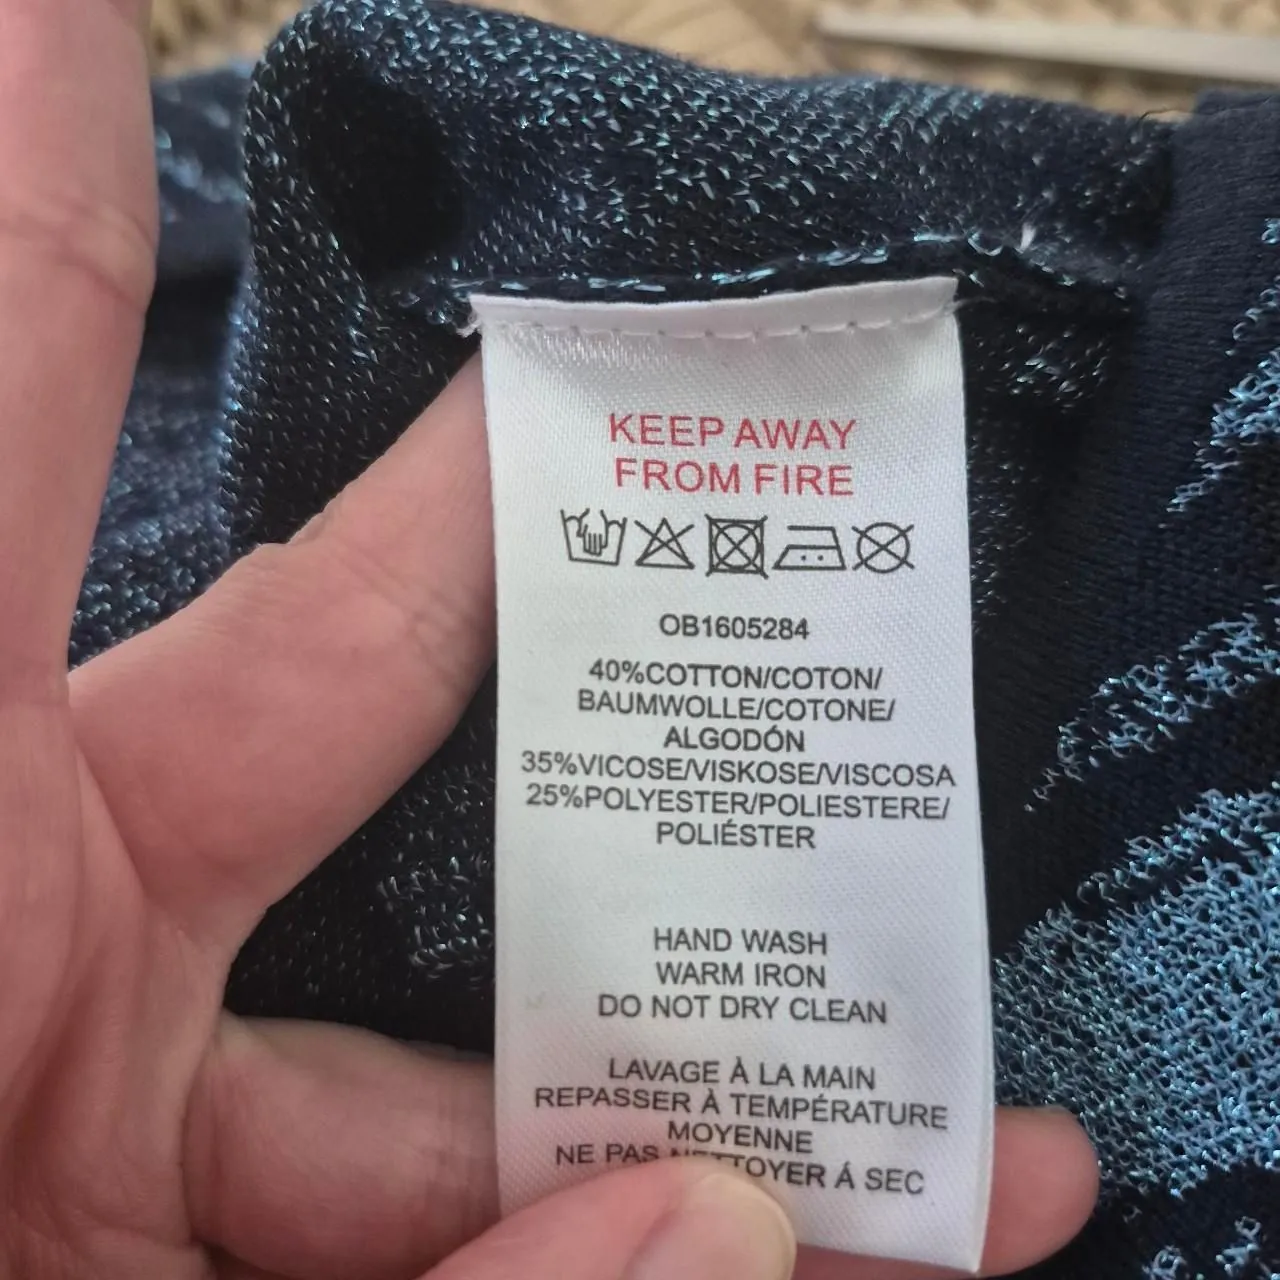 KEEP AWAY
FROM FIRE
OB1605284
40%COTTON/COTON/
BAUMWOLLE/COTONE/
ALGODÓN
35%VICOSE/VISKOSE/VISCOSA
25%POLYESTER/POLIESTERE/
POLIÉSTER
HAND WASH
WARM IRON
DO NOT DRY CLEAN
LAVAGE À LA MAIN
REPASSER À TEMPÉRATURE
MOYENNE
NE PAS NETTOYER Á SEC